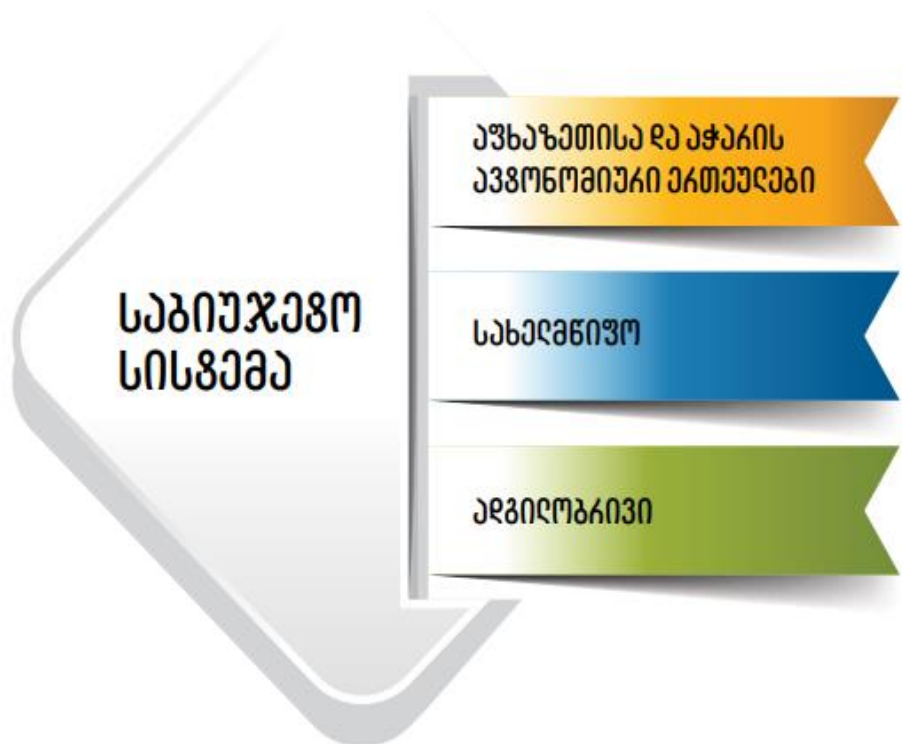 საბიუჯეტო
სისტემა
აფხაზეთისა და აჭარის
ავტონომიური ერთეულები
სახელმწიფო
ადგილობრივი